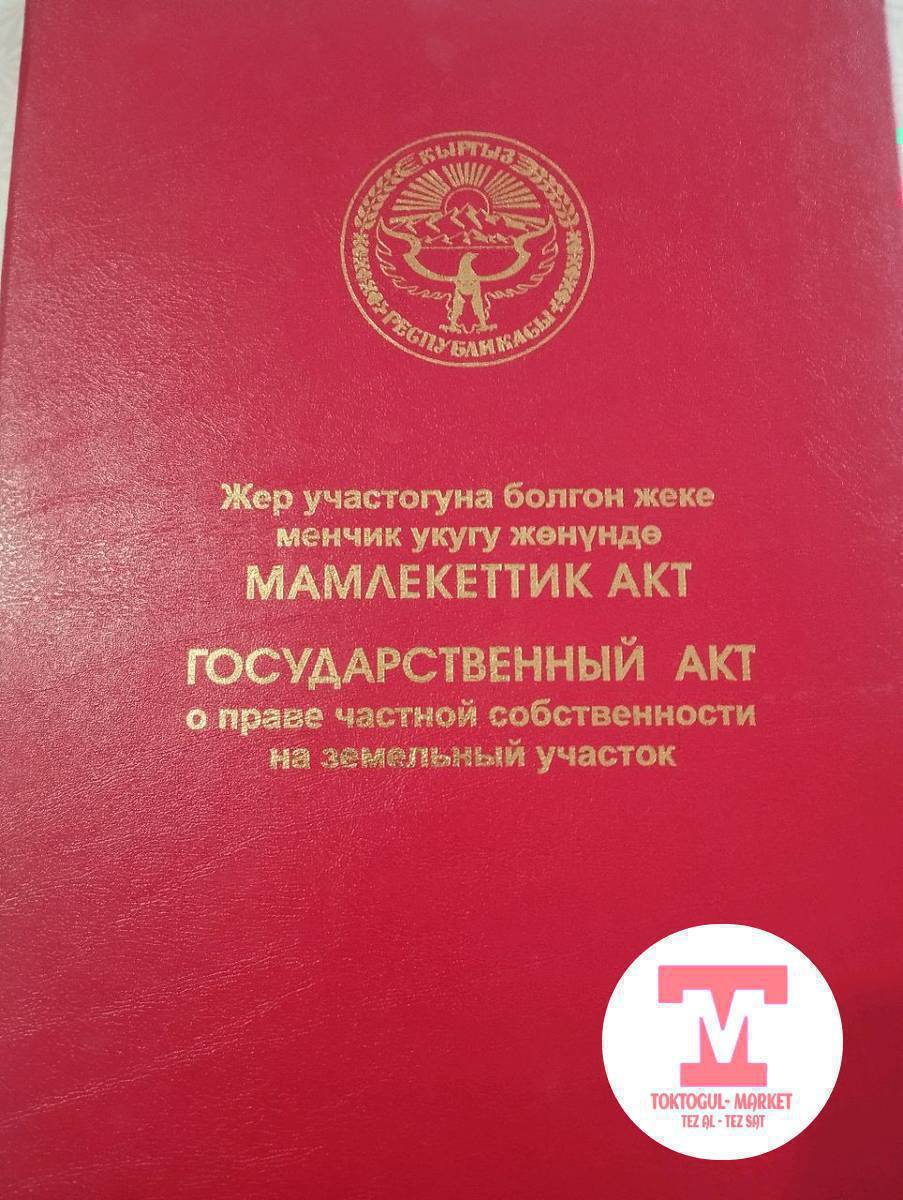 КЫРГЫЗ
РЕСПУБЛИКАСЫ
Жер участогуна болгон жеке
менчик укугу жөнүндө
МАМЛЕКЕТТИК АКТ
ГОСУДАРСТВЕННЫЙ АКТ
о праве частной собственности
на земельный участок
TM
TOKTOGUL- MARKET
TEZ AL - TEZ SAT